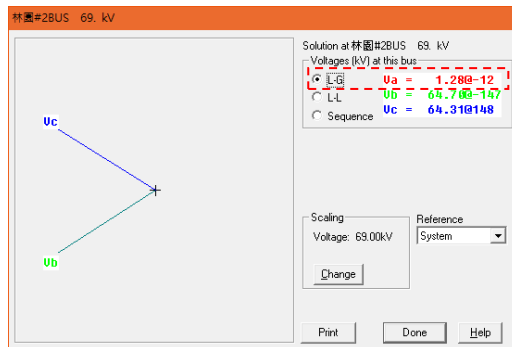 林園#2BUS 69. kV
Solution at 林園#2BUS 69. kV
Voltages (kV) at this bus
L-G Va = 1.28@-12
L-L Vb = 64.70@-147
Sequence Vc = 64.31@148
Vc
Vb
Scaling
Voltage: 69.00kV
Change
Reference
System
Print
Done
Help